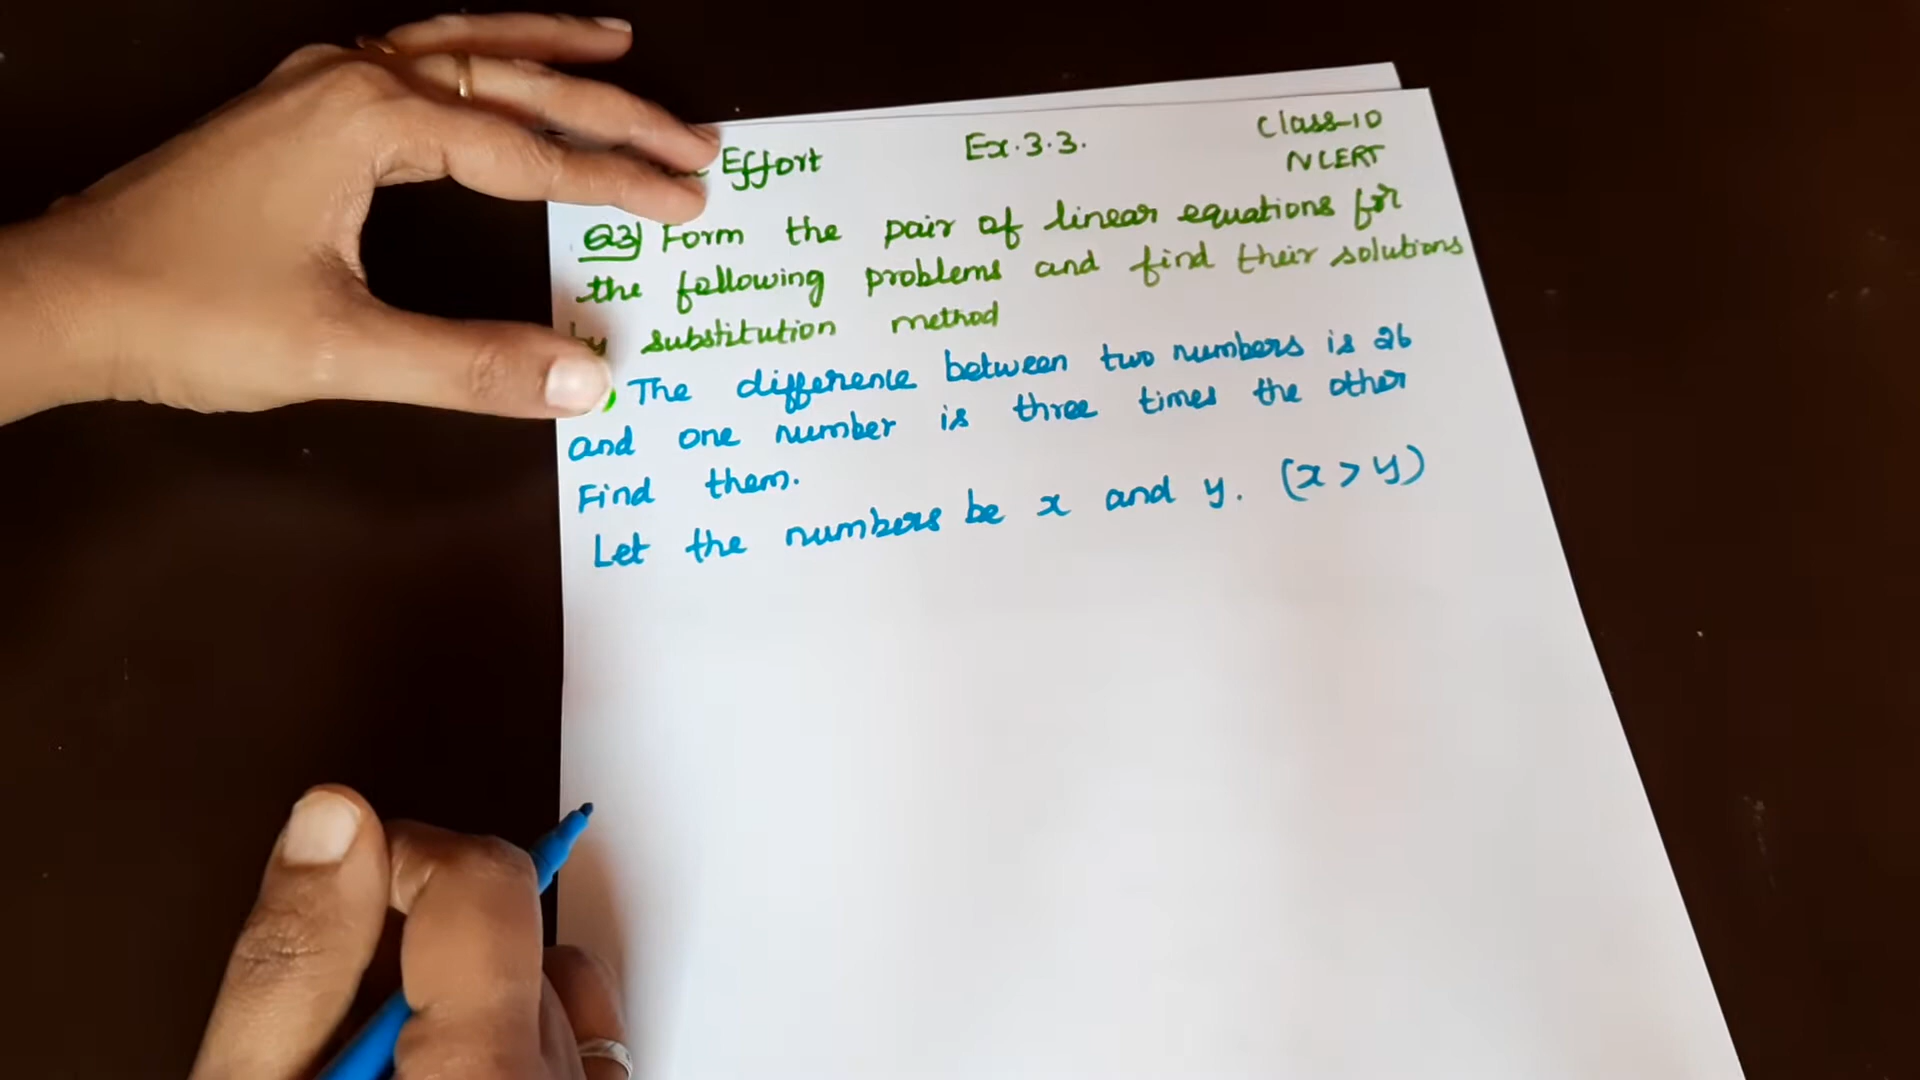 Effort
Ex.3.3.
Class-10
NCERT
Q3) Form the pair of linear equations for
the following problems and find their solutions
by substitution method
The difference between two numbers is 26
and one number is three times the other
Find them.
Let the numbers be x and y. (x > y)